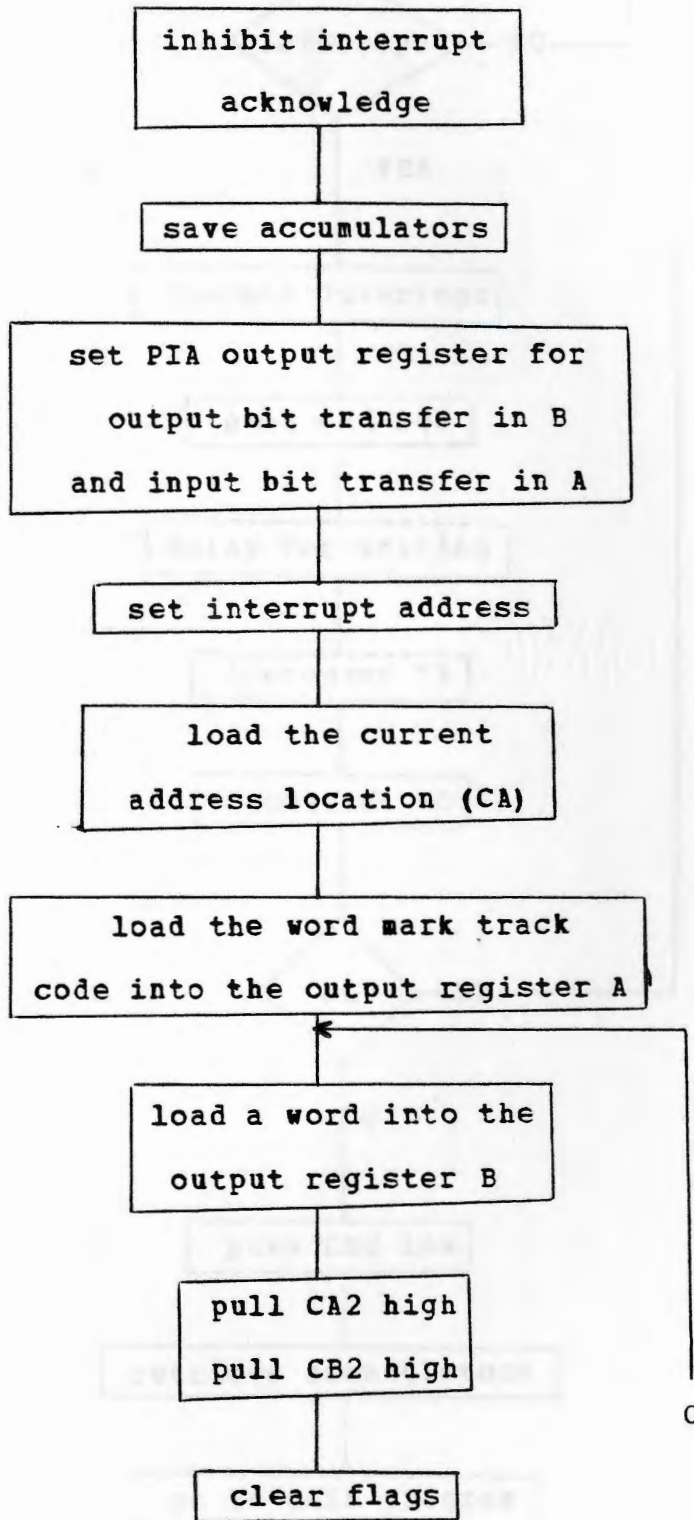 inhibit interrupt
acknowledge
save accumulators
set PIA output register for
output bit transfer in B
and input bit transfer in A
set interrupt address
load the current
address location (CA)
load the word mark track
code into the output register A
load a word into the
output register B
pull CA2 high
pull CB2 high
C
clear flags